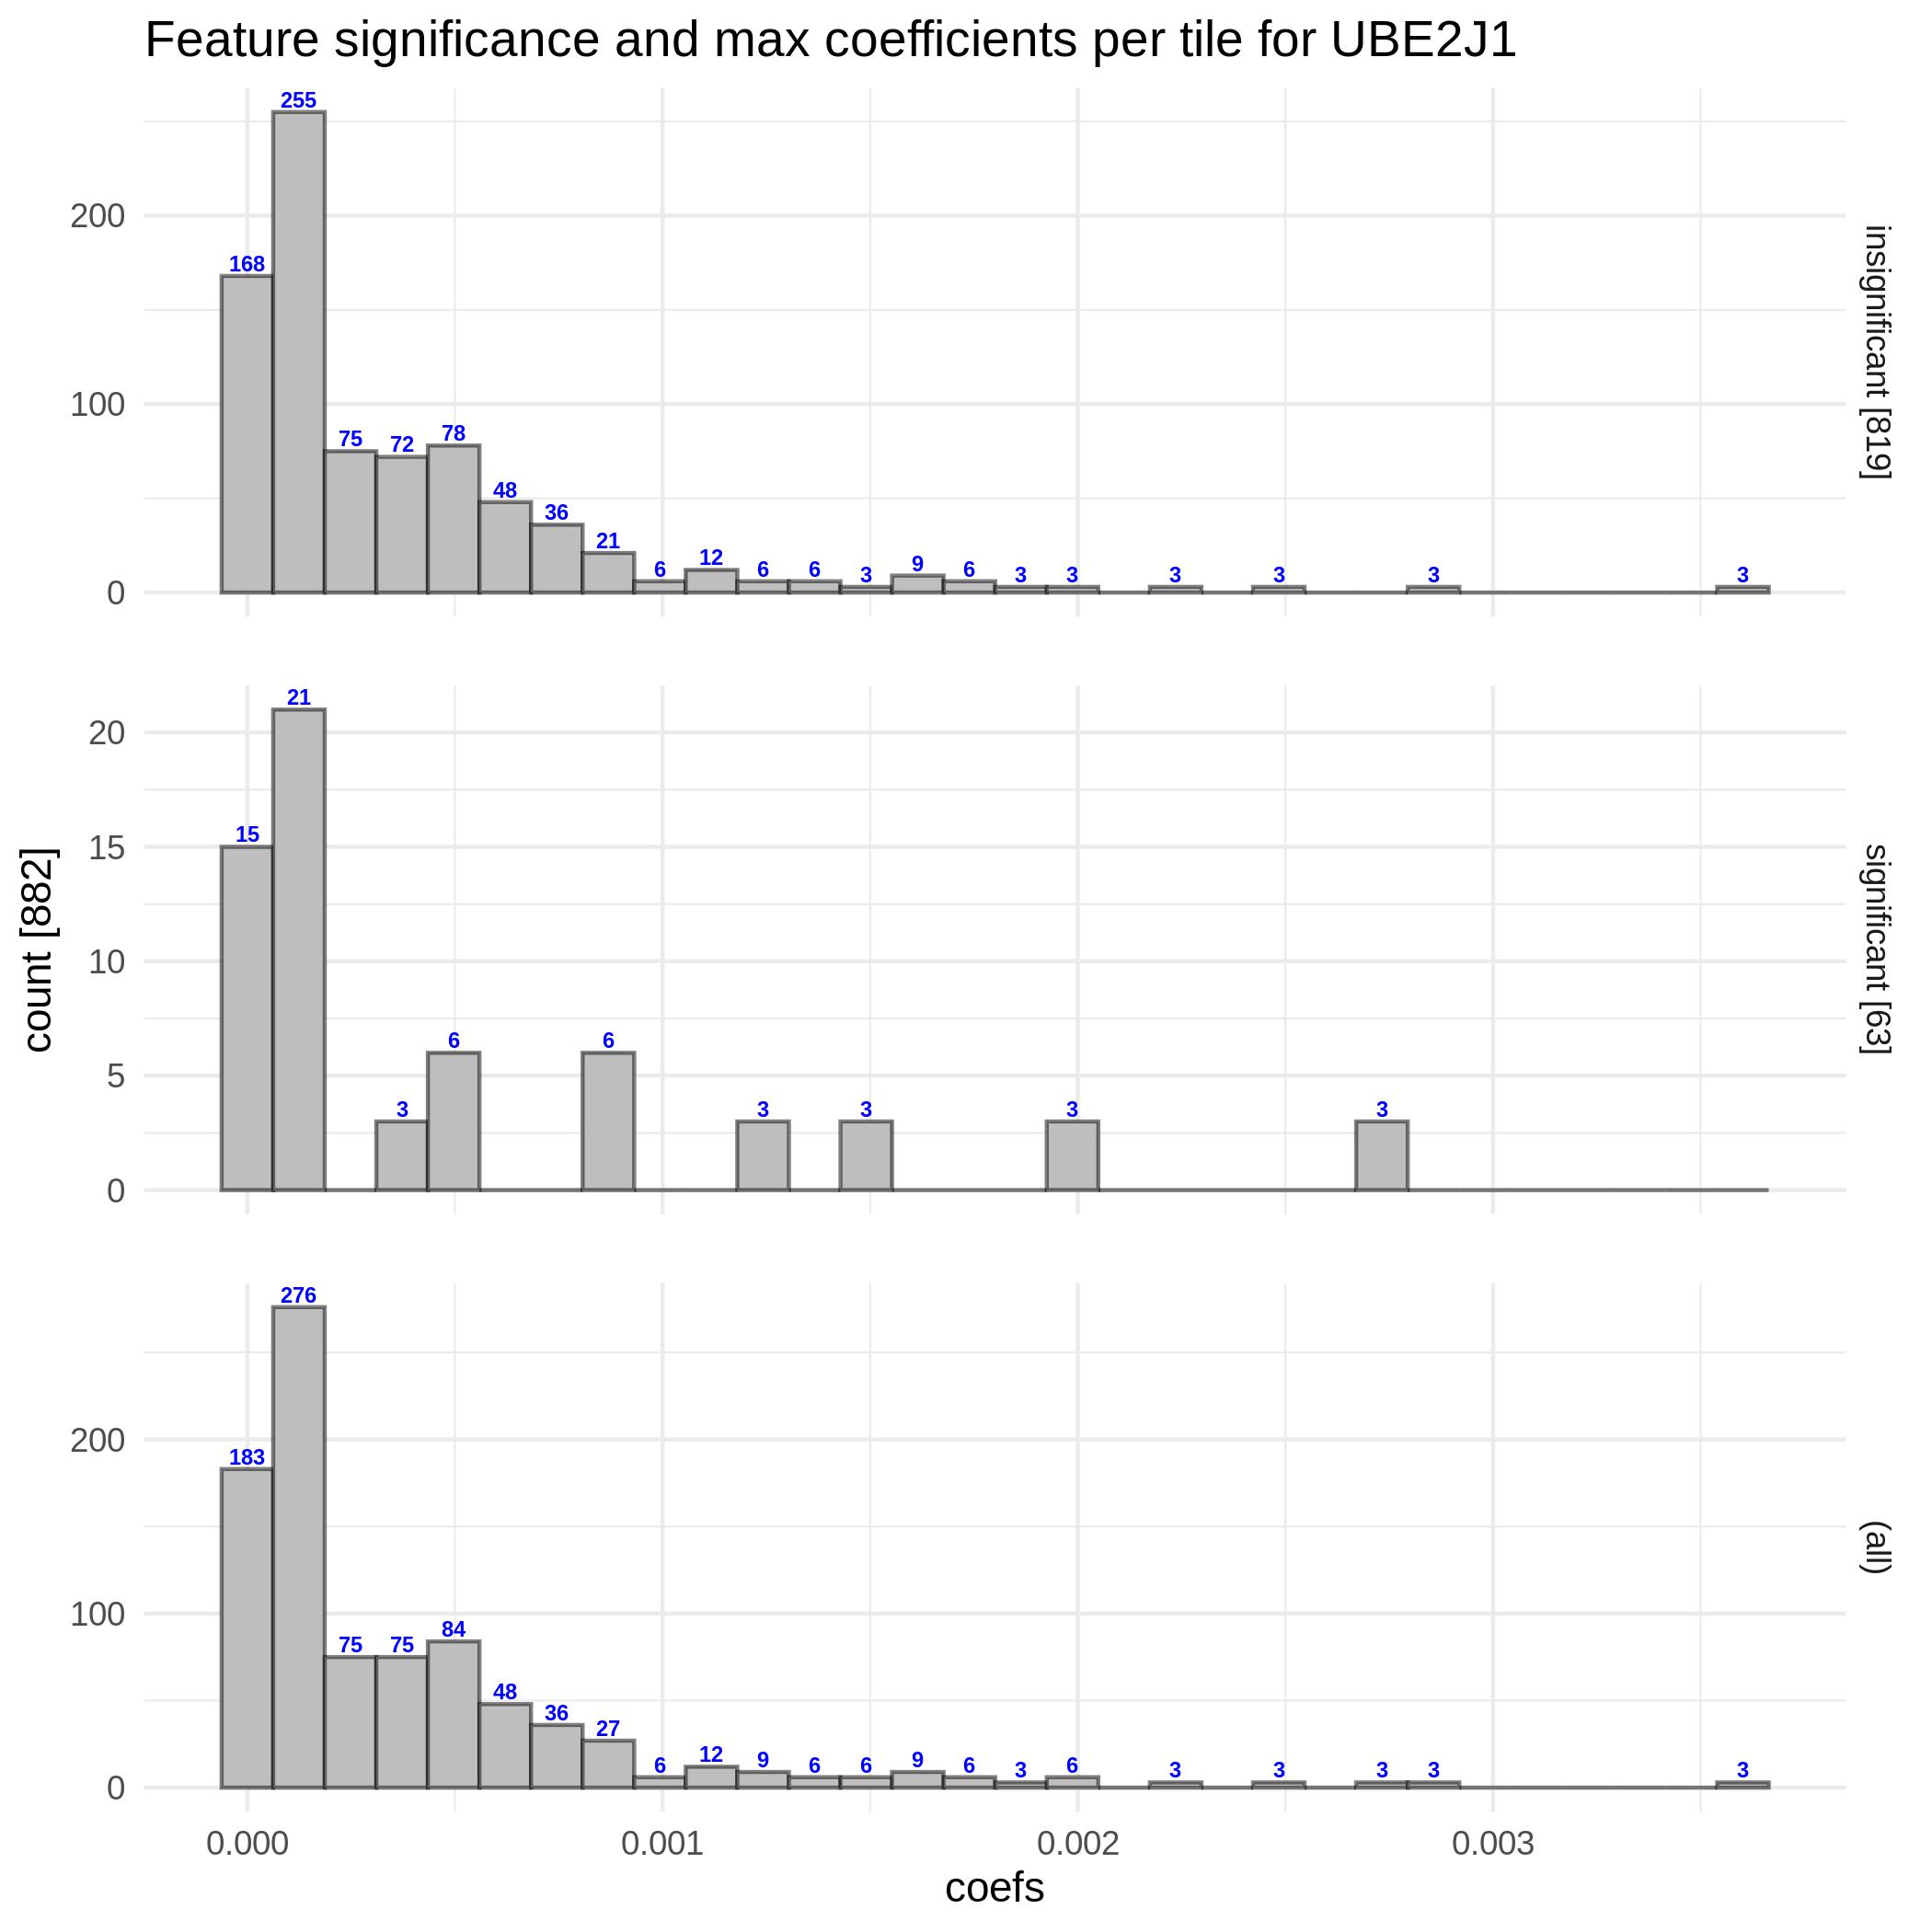 Feature significance and max coefficients per tile for UBE2J1
255
200
168
100
75 72 78
48
36
21
6 12 6 6 3 9 6 3 3 3 3 3 3
0
insignificant [819]
21
20
15
15
10
6 6
5
3 3 3 3 3
0
significant [63]
count [882]
276
200
183
100
75 75 84
48
36
27
6 12 9 6 6 9 6 3 6 3 3 3 3 3
0
(all)
0.000 0.001 0.002 0.003
coefs